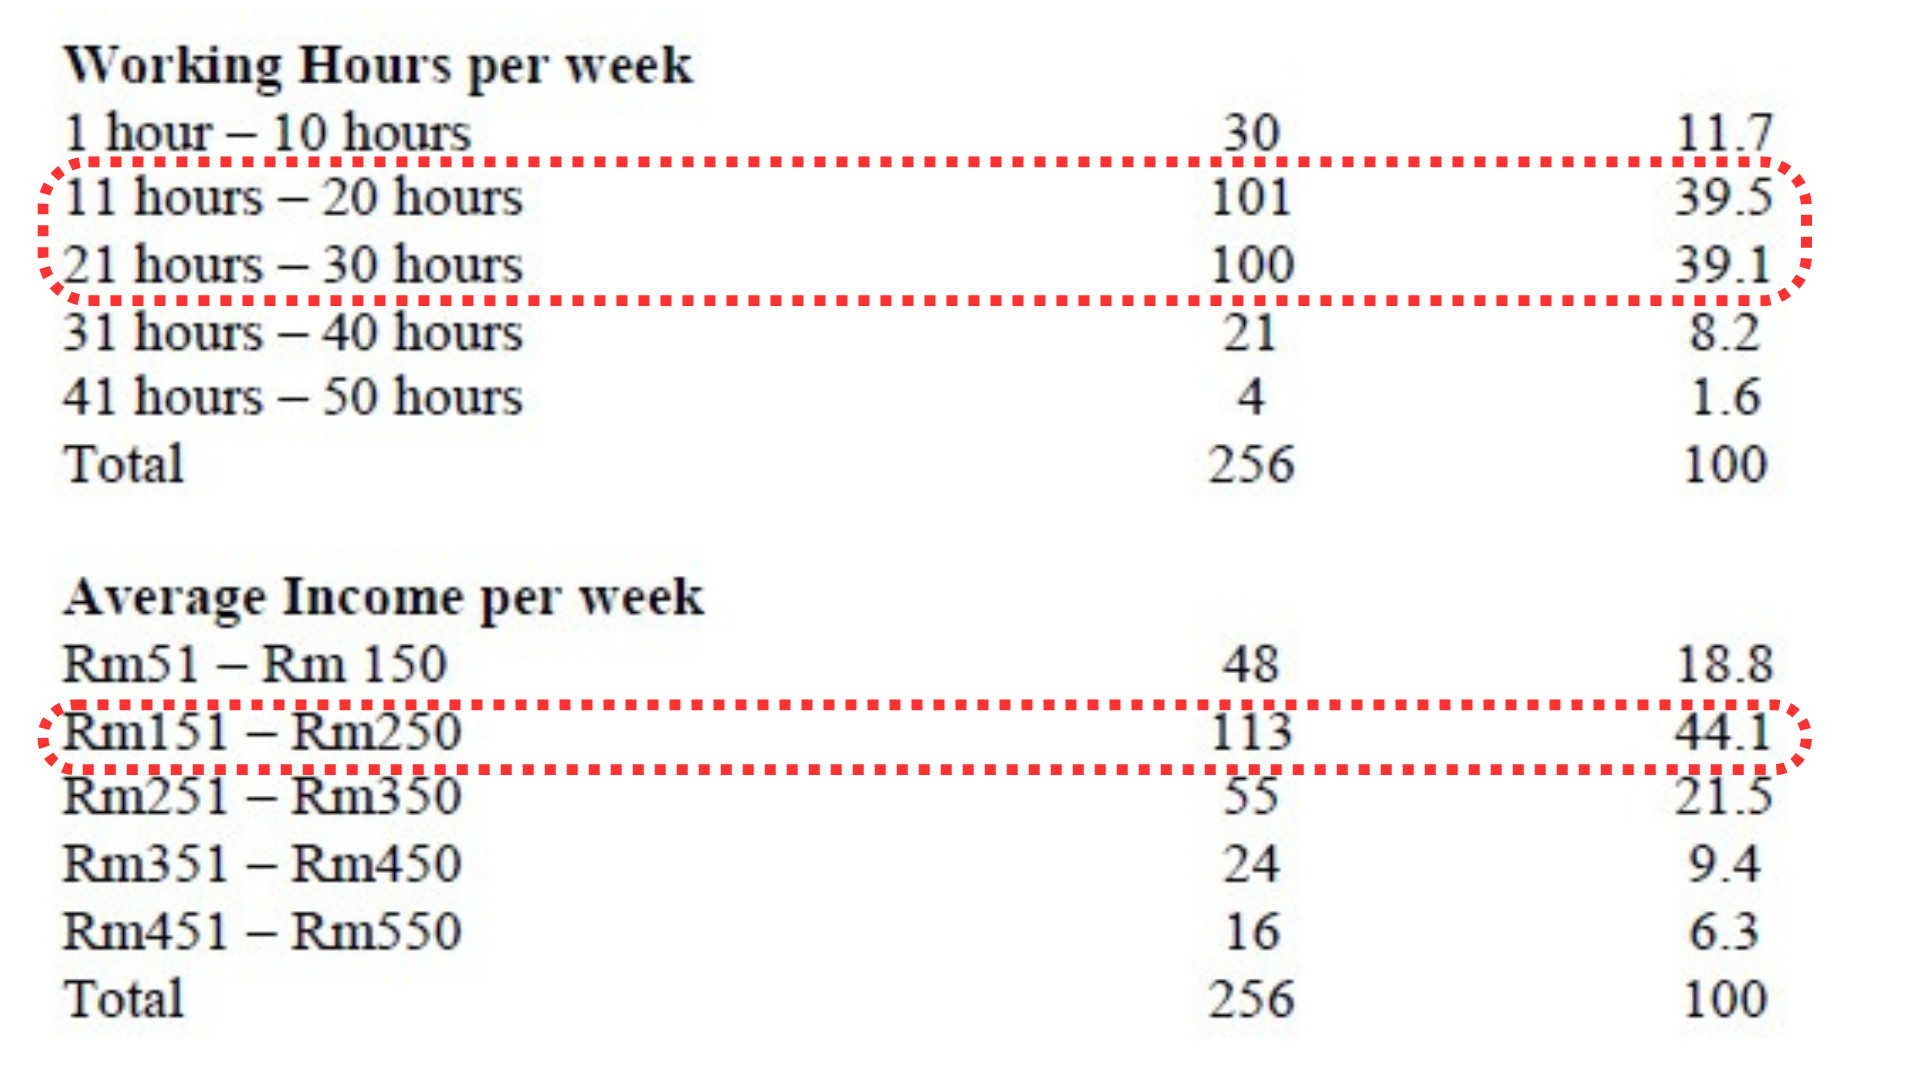 Working Hours per week
1 hour – 10 hours 30 11.7
11 hours – 20 hours 101 39.5
21 hours – 30 hours 100 39.1
31 hours – 40 hours 21 8.2
41 hours – 50 hours 4 1.6
Total 256 100
Average Income per week
Rm51 – Rm 150 48 18.8
Rm151 – Rm250 113 44.1
Rm251 – Rm350 55 21.5
Rm351 – Rm450 24 9.4
Rm451 – Rm550 16 6.3
Total 256 100